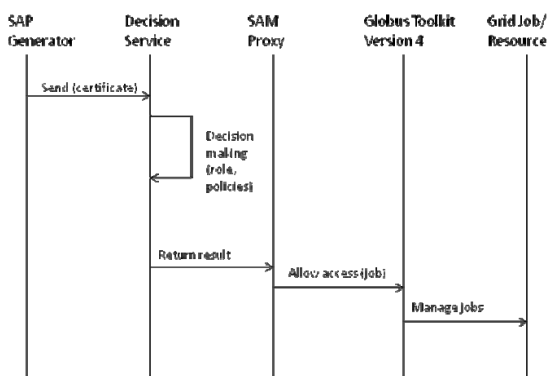 SAP Generator
Decision Service
SAM Proxy
Globus Toolkit Version 4
Grid Job/ Resource
Send (certificate)
Decision
making
(role,
policies)
Return result
Allow access (Job)
Manage Jobs